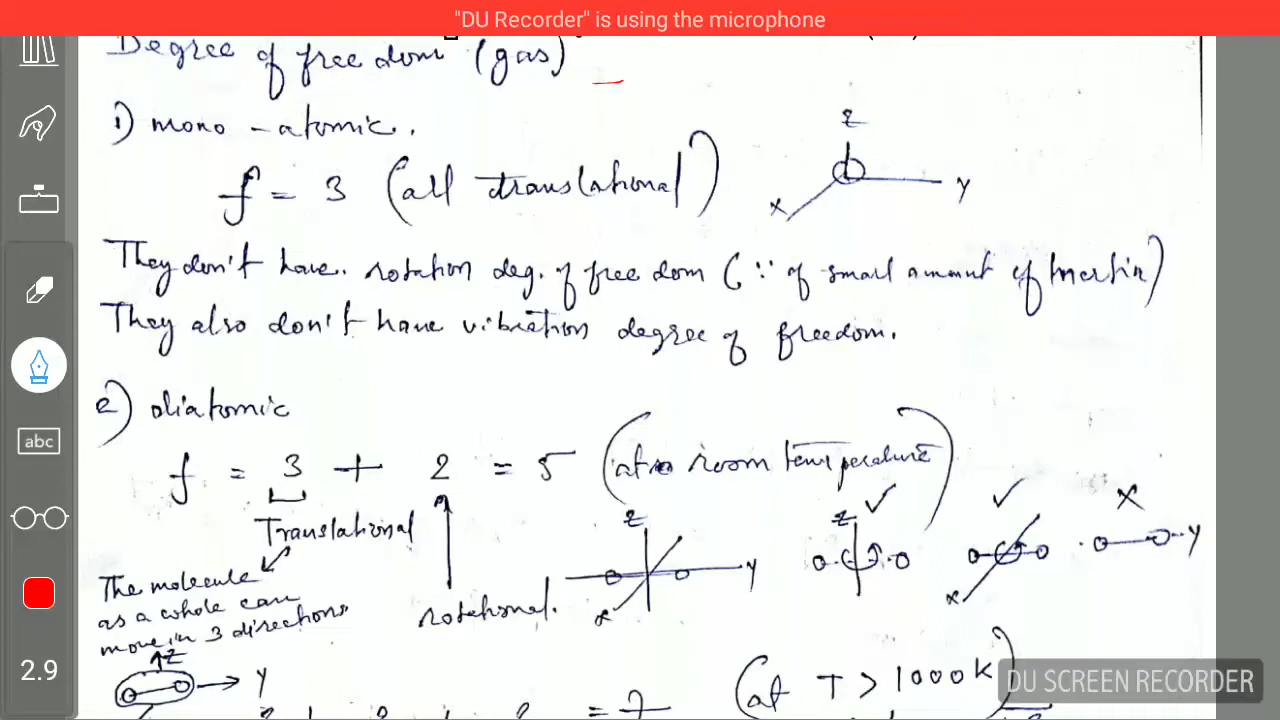 "DU Recorder" is using the microphone
Degree of freedom (gas)
1) mono-atomic.
f = 3 (all translational)
Z
X
Y
They don't have. rotation deg. of freedom (∵ of small amount of Inertia)
They also don't have vibration degree of freedom.
2) diatomic
f = 3 + 2 = 5 (at room temperature)
Translational
rotational.
Z
Y
X
Z ✓
✓
X
X
Y
The molecule
as a whole can
move in 3 directions
Z
Y
= 7 (at T > 1000K)
abc
2.9
DU SCREEN RECORDER